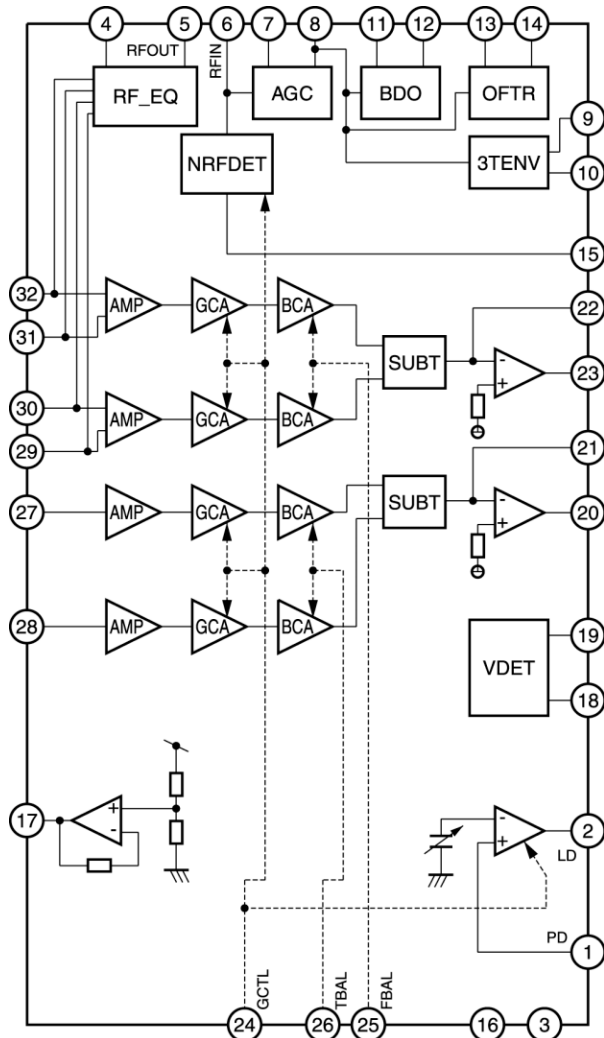 4 5 6 7 8 11 12 13 14
RFOUT
RFIN
RF_EQ
AGC
BDO
OFTR
9
NRFDET
3TENV
10
15
32
AMP GCA BCA
22
31
SUBT
-
23
+
30
AMP GCA BCA
29
21
27
AMP GCA BCA
SUBT
-
20
+
28
AMP GCA BCA
19
VDET
18
17
+
-
-
+
2
LD
PD
1
GCTL
TBAL
FBAL
24 26 25 16 3